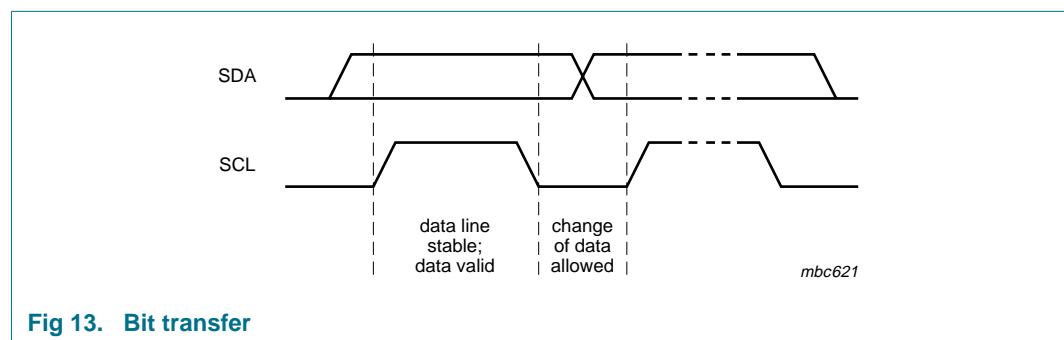 SDA
SCL
data line
stable;
data valid
change
of data
allowed
mbc621
Fig 13. Bit transfer